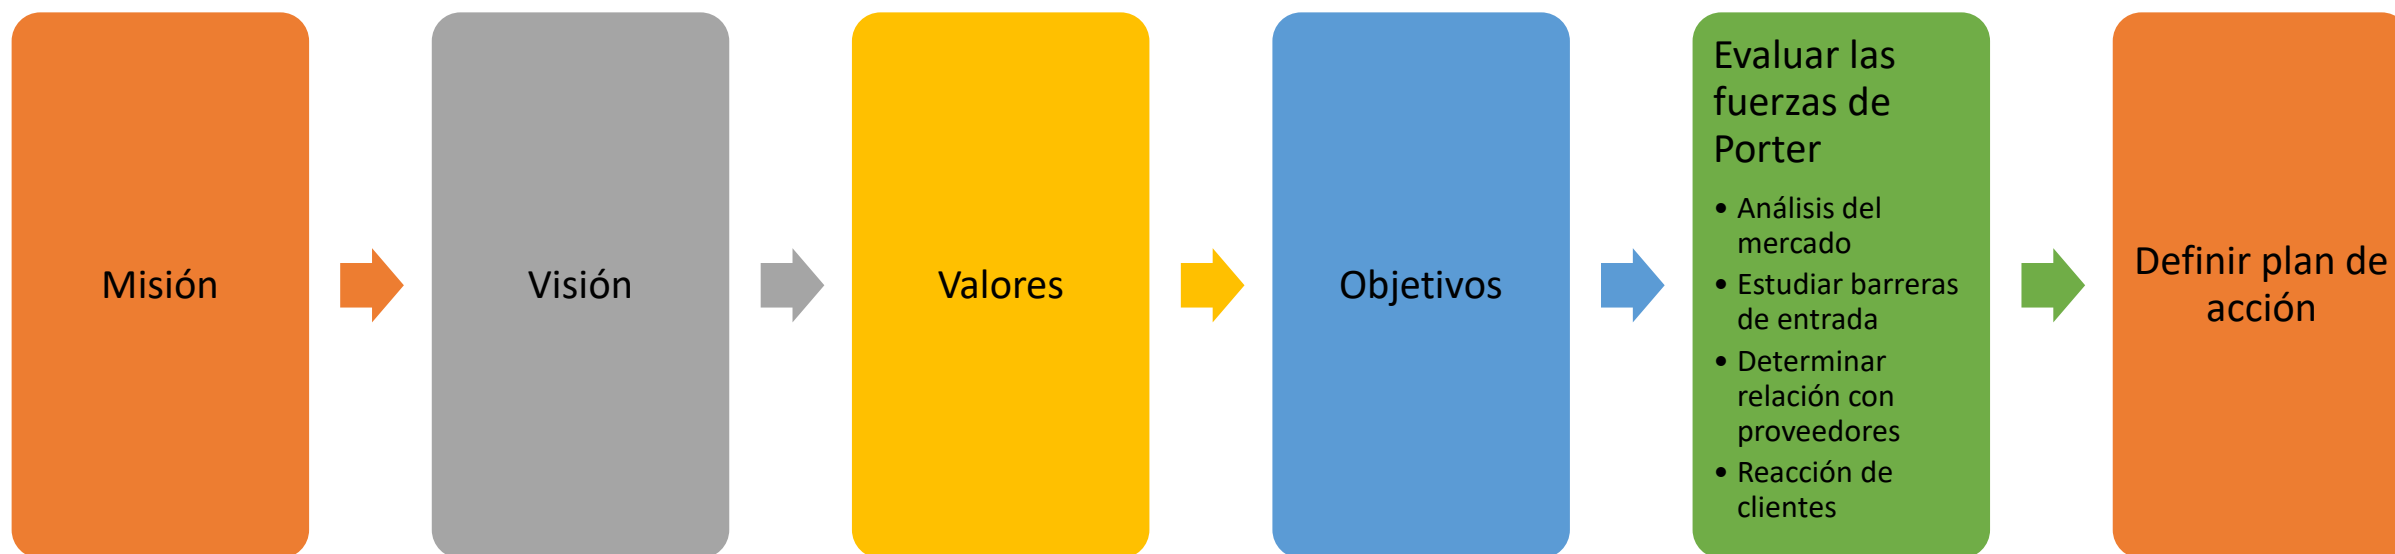 Misión
Visión
Valores
Objetivos
Evaluar las
fuerzas de
Porter
• Análisis del
mercado
• Estudiar barreras
de entrada
• Determinar
relación con
proveedores
• Reacción de
clientes
Definir plan de
acción